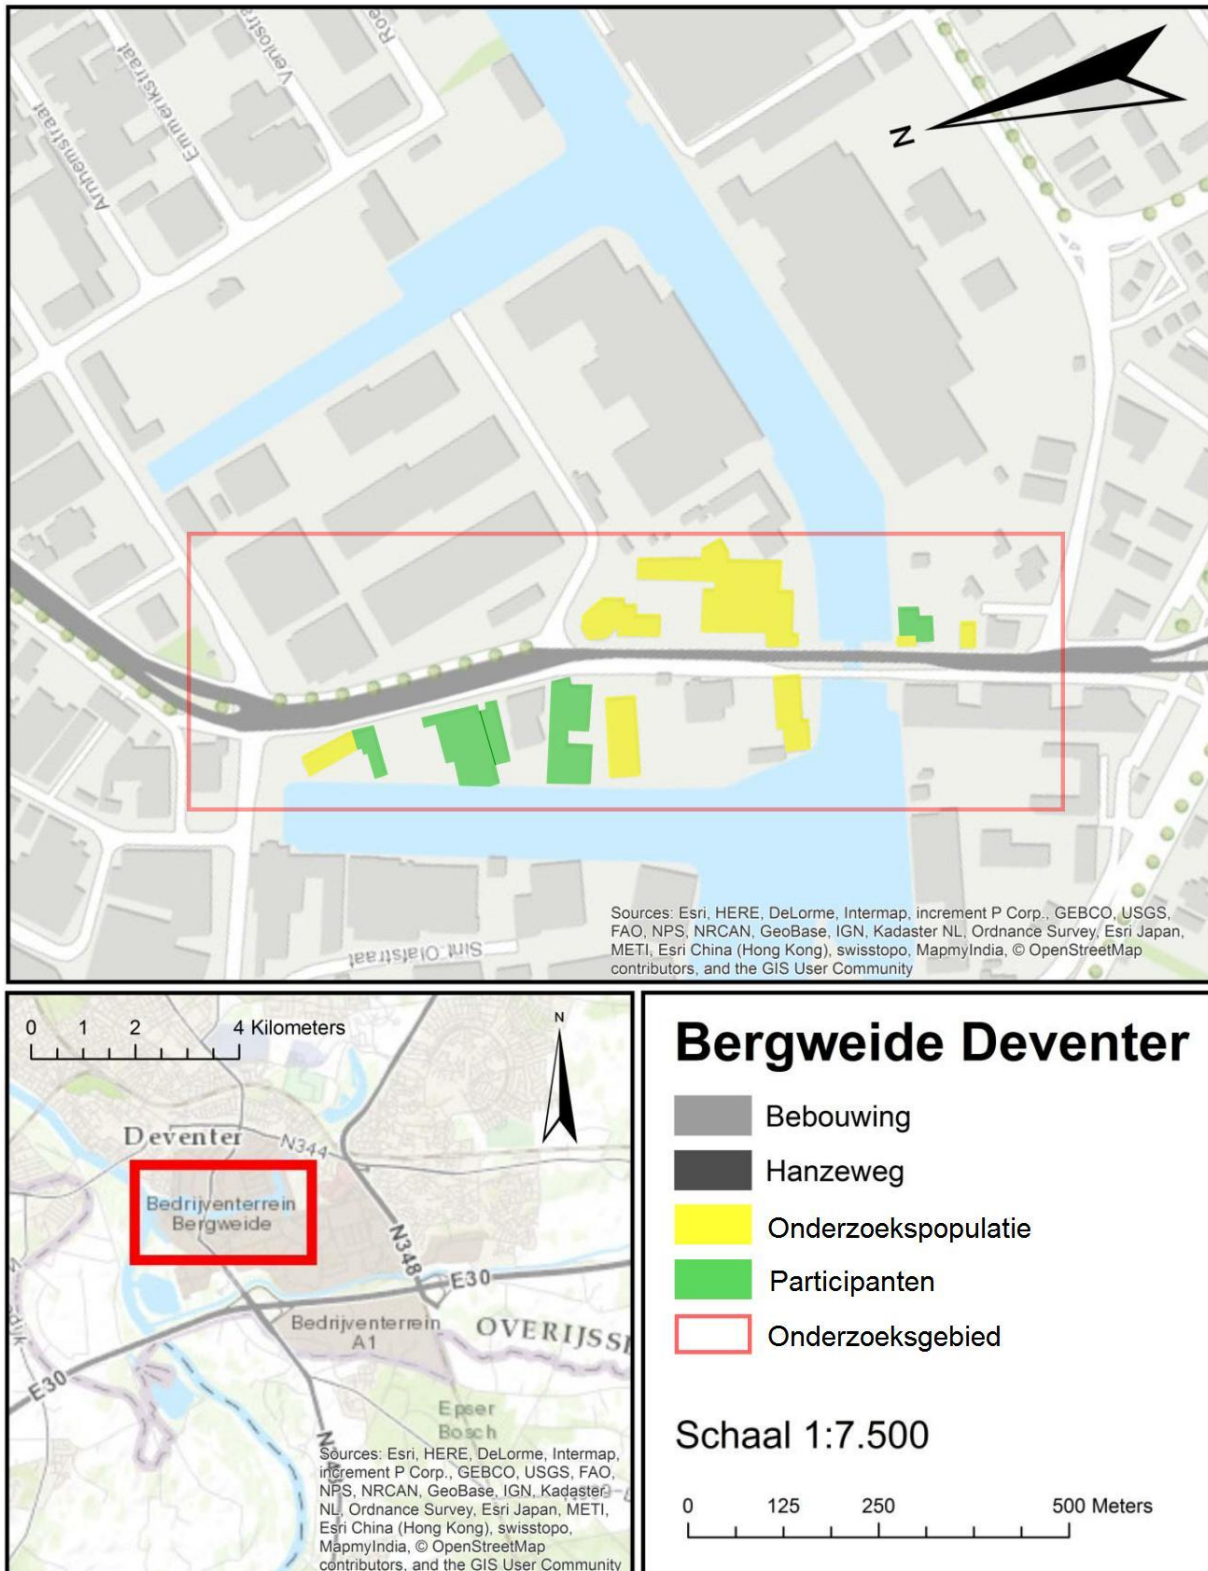 Arnhemstraat
Emmerikstraat
Venlostraat
Roe
N
Sint Olafstraat
Sources: Esri, HERE, DeLorme, Intermap, increment P Corp., GEBCO, USGS,
FAO, NPS, NRCAN, GeoBase, IGN, Kadaster NL, Ordnance Survey, Esri Japan,
METI, Esri China (Hong Kong), swisstopo, MapmyIndia, © OpenStreetMap
contributors, and the GIS User Community
0 1 2 4 Kilometers
N
Deventer
N344
Bedrijventerrein
Bergweide
N348
E30
Bedrijventerrein
A1
OVERIJSS
dijk
E30
Epser
Bosch
Sources: Esri, HERE, DeLorme, Intermap,
increment P Corp., GEBCO, USGS, FAO,
NPS, NRCAN, GeoBase, IGN, Kadaster
NL, Ordnance Survey, Esri Japan, METI,
Esri China (Hong Kong), swisstopo,
MapmyIndia, © OpenStreetMap
contributors, and the GIS User Community
Bergweide Deventer
Bebouwing
Hanzeweg
Onderzoekspopulatie
Participanten
Onderzoeksgebied
Schaal 1:7.500
0 125 250 500 Meters